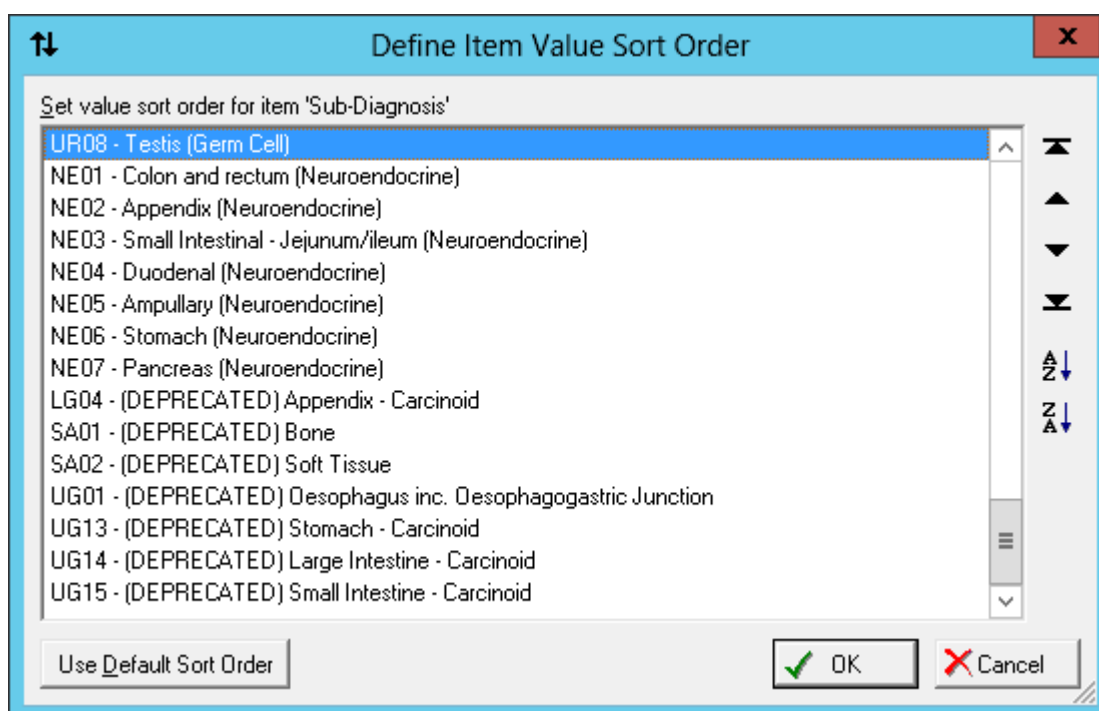 Define Item Value Sort Order
x
Set value sort order for item 'Sub-Diagnosis'
UR08 - Testis (Germ Cell)
NE01 - Colon and rectum (Neuroendocrine)
NE02 - Appendix (Neuroendocrine)
NE03 - Small Intestinal - Jejunum/ileum (Neuroendocrine)
NE04 - Duodenal (Neuroendocrine)
NE05 - Ampullary (Neuroendocrine)
NE06 - Stomach (Neuroendocrine)
NE07 - Pancreas (Neuroendocrine)
LG04 - (DEPRECATED) Appendix - Carcinoid
SA01 - (DEPRECATED) Bone
SA02 - (DEPRECATED) Soft Tissue
UG01 - (DEPRECATED) Oesophagus inc. Oesophagogastric Junction
UG13 - (DEPRECATED) Stomach - Carcinoid
UG14 - (DEPRECATED) Large Intestine - Carcinoid
UG15 - (DEPRECATED) Small Intestine - Carcinoid
A
Z
Z
A
Use Default Sort Order
OK
Cancel